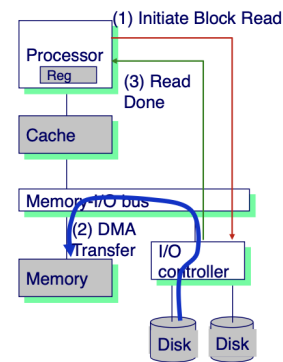 (1) Initiate Block Read
Processor
Reg
(3) Read
Done
Cache
Memory-I/O bus
(2) DMA
Transfer
I/O
controller
Memory
Disk
Disk